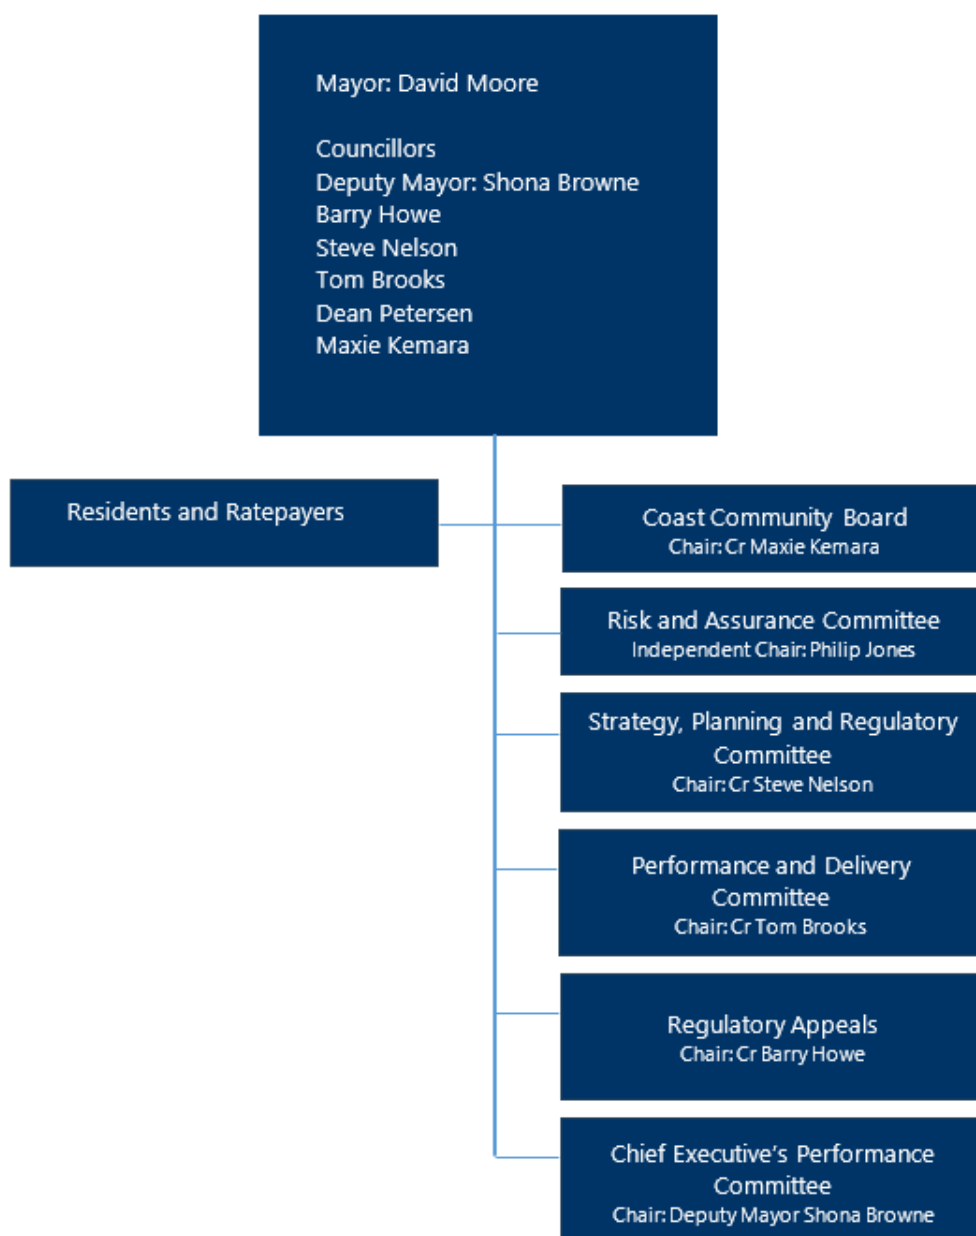 Mayor: David Moore
Councillors
Deputy Mayor: Shona Browne
Barry Howe
Steve Nelson
Tom Brooks
Dean Petersen
Maxie Kemara
Residents and Ratepayers
Coast Community Board
Chair: Cr Maxie Kemara
Risk and Assurance Committee
Independent Chair: Philip Jones
Strategy, Planning and Regulatory
Committee
Chair: Cr Steve Nelson
Performance and Delivery
Committee
Chair: Cr Tom Brooks
Regulatory Appeals
Chair: Cr Barry Howe
Chief Executive’s Performance
Committee
Chair: Deputy Mayor Shona Browne